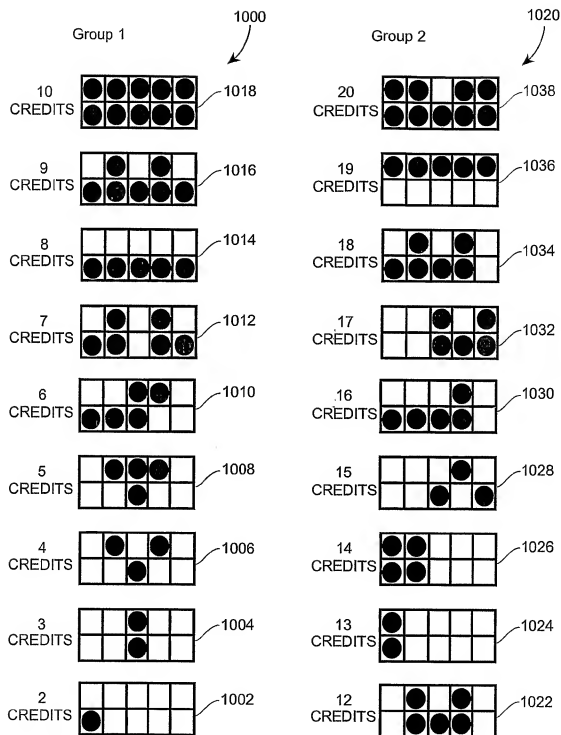 Group 1
1000
10
CREDITS
1018
9
CREDITS
1016
8
CREDITS
1014
7
CREDITS
1012
6
CREDITS
1010
5
CREDITS
1008
4
CREDITS
1006
3
CREDITS
1004
2
CREDITS
1002
Group 2
1020
20
CREDITS
1038
19
CREDITS
1036
18
CREDITS
1034
17
CREDITS
1032
16
CREDITS
1030
15
CREDITS
1028
14
CREDITS
1026
13
CREDITS
1024
12
CREDITS
1022